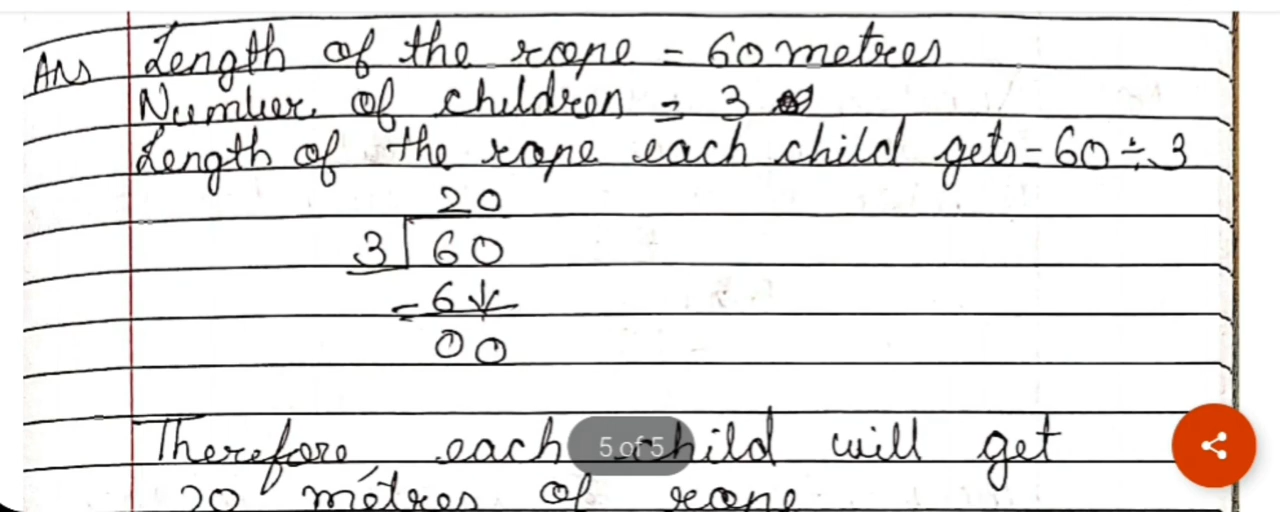 Ans Length of the rope = 60 metres
Number of children = 3
Length of the rope each child gets = 60 ÷ 3
20
3 60
- 6 ↓
00
Therefore each child will get
5 of 5
20 metres of rope